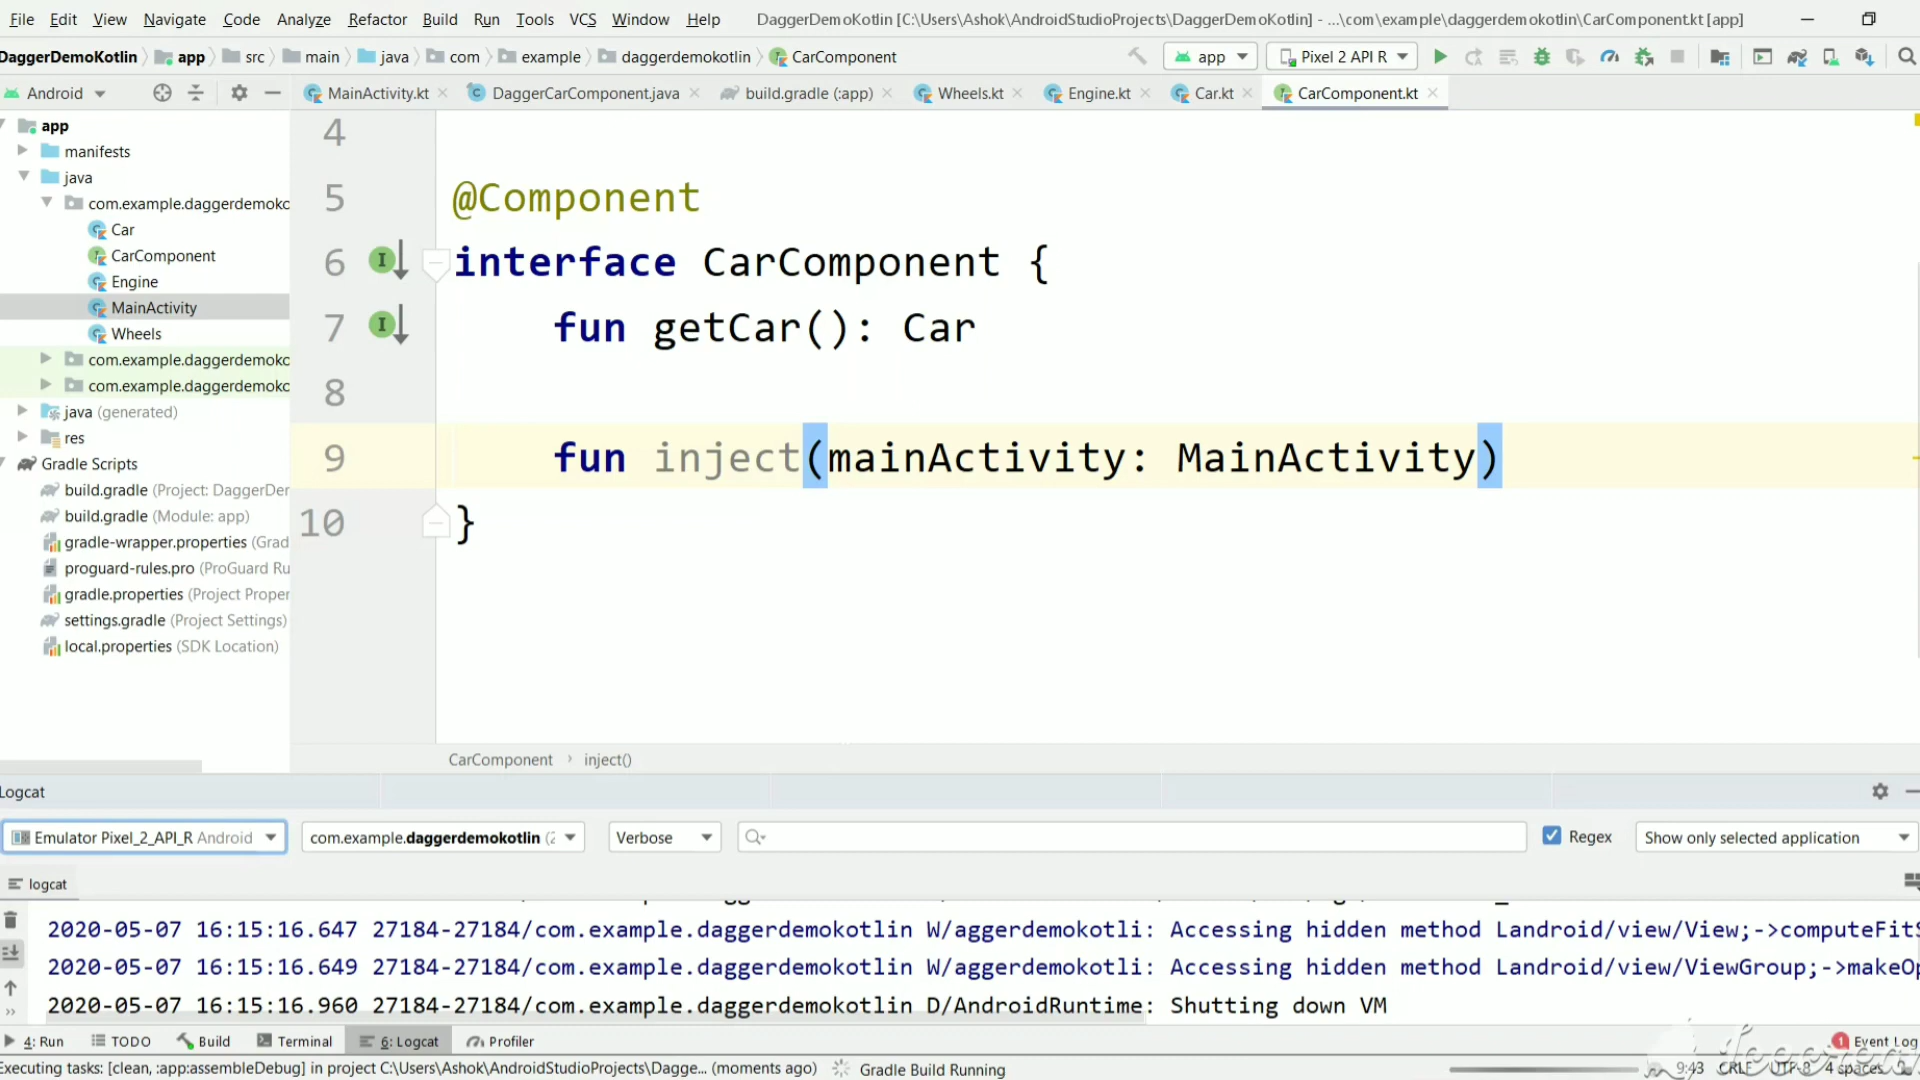 File Edit View Navigate Code Analyze Refactor Build Run Tools VCS Window Help DaggerDemoKotlin [C:\Users\Ashok\AndroidStudioProjects\DaggerDemoKotlin] - ...\com\example\daggerdemokotlin\CarComponent.kt [app]
DaggerDemoKotlin app src main java com example daggerdemokotlin CarComponent app Pixel 2 API R
Android MainActivity.kt DaggerCarComponent.java build.gradle (:app) Wheels.kt Engine.kt Car.kt CarComponent.kt
app
manifests
java
com.example.daggerdemokc
Car
CarComponent
Engine
MainActivity
Wheels
com.example.daggerdemokc
com.example.daggerdemokc
java (generated)
res
Gradle Scripts
build.gradle (Project: DaggerDer
build.gradle (Module: app)
gradle-wrapper.properties (Grad
proguard-rules.pro (ProGuard Ru
gradle.properties (Project Proper
settings.gradle (Project Settings)
local.properties (SDK Location)
4
5 @Component
6 interface CarComponent {
7 fun getCar(): Car
8
9 fun inject(mainActivity: MainActivity)
10 }
CarComponent › inject()
Logcat
Emulator Pixel_2_API_R Android com.example.daggerdemokotlin (2 Verbose Regex Show only selected application
logcat
2020-05-07 16:15:16.647 27184-27184/com.example.daggerdemokotlin W/aggerdemokotli: Accessing hidden method Landroid/view/View;->computeFitS
2020-05-07 16:15:16.649 27184-27184/com.example.daggerdemokotlin W/aggerdemokotli: Accessing hidden method Landroid/view/ViewGroup;->makeOp
2020-05-07 16:15:16.960 27184-27184/com.example.daggerdemokotlin D/AndroidRuntime: Shutting down VM
4: Run TODO Build Terminal 6: Logcat Profiler 1 Event Log
Executing tasks: [clean, :app:assembleDebug] in project C:\Users\Ashok\AndroidStudioProjects\Dagge... (moments ago) Gradle Build Running 9:43 CRLF UTF-8 4 spaces